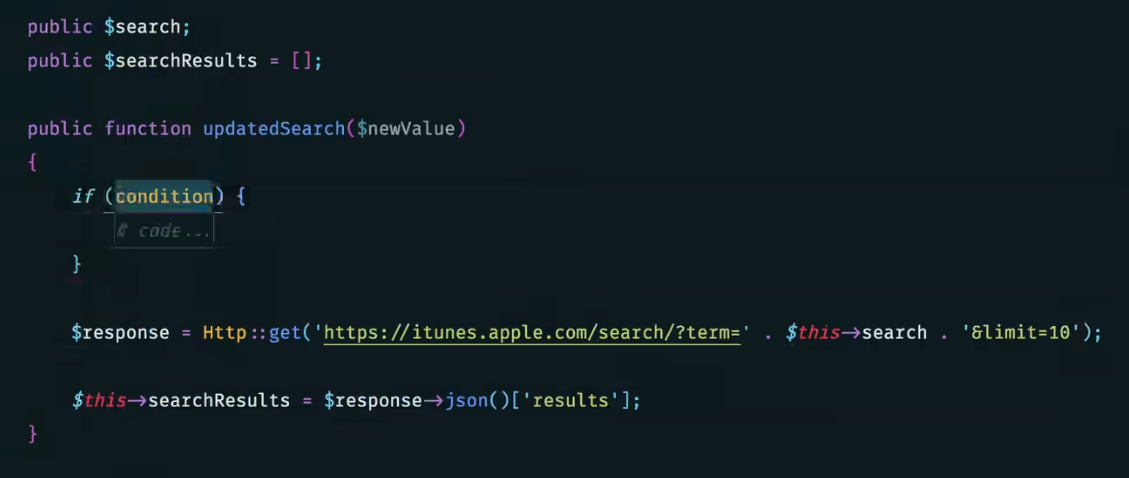 public $search;
public $searchResults = [];
public function updatedSearch($newValue)
{
if (condition) {
# code...
}
$response = Http::get('https://itunes.apple.com/search/?term=' . $this->search . '&limit=10');
$this->searchResults = $response->json()['results'];
}